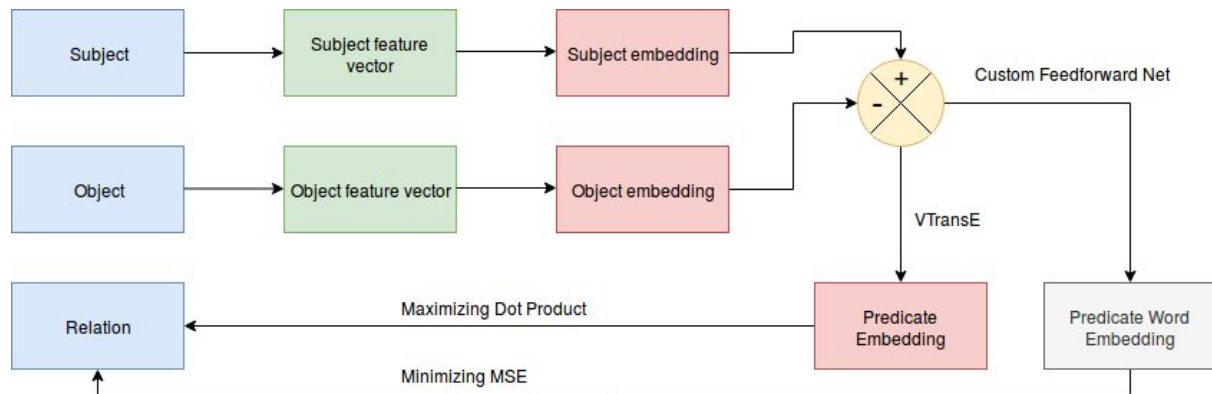 Subject
Subject feature
vector
Subject embedding
+
-
Custom Feedforward Net
Object
Object feature vector
Object embedding
VTransE
Relation
Maximizing Dot Product
Predicate
Embedding
Predicate Word
Embedding
Minimizing MSE